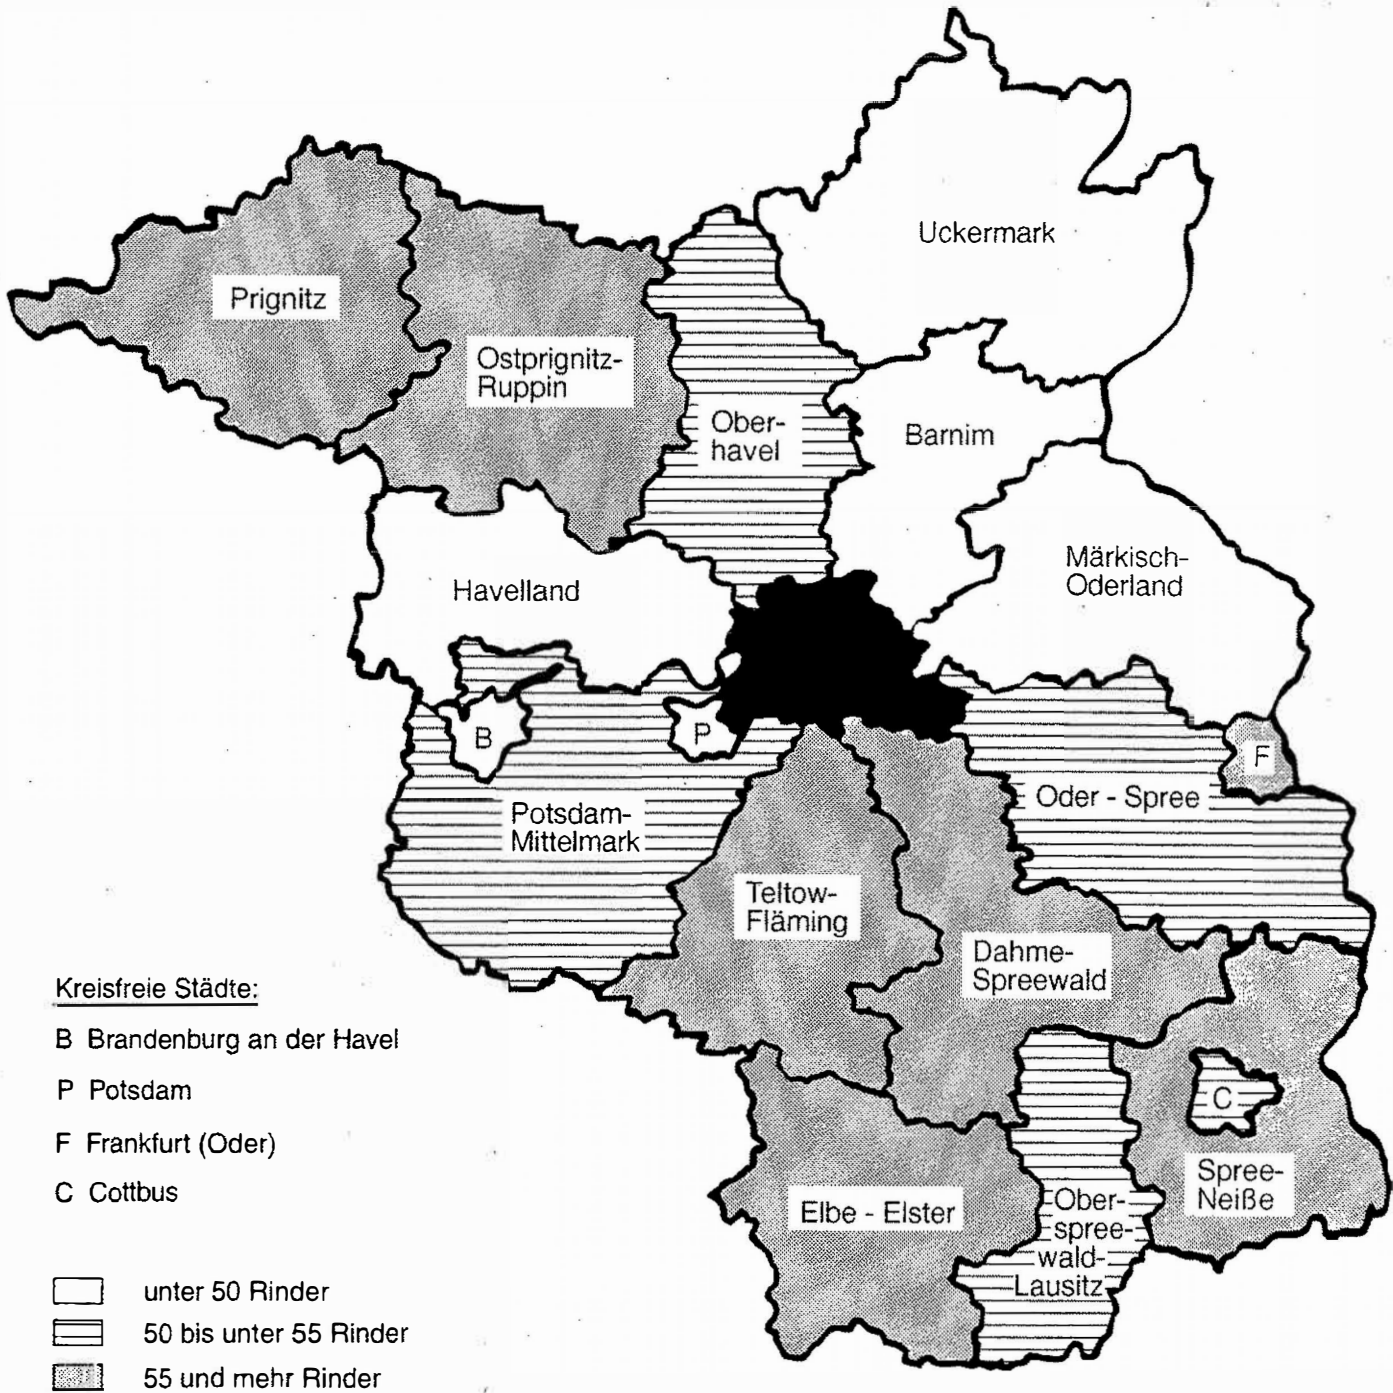 Uckermark
Prignitz
Ostprignitz-
Ruppin
Ober-
havel
Barnim
Märkisch-
Oderland
Havelland
B
P
F
Oder - Spree
Potsdam-
Mittelmark
Teltow-
Fläming
Dahme-
Spreewald
C
Spree-
Neiße
Elbe - Elster
Ober-
spree-
wald-
Lausitz
Kreisfreie Städte:
B Brandenburg an der Havel
P Potsdam
F Frankfurt (Oder)
C Cottbus
unter 50 Rinder
50 bis unter 55 Rinder
55 und mehr Rinder